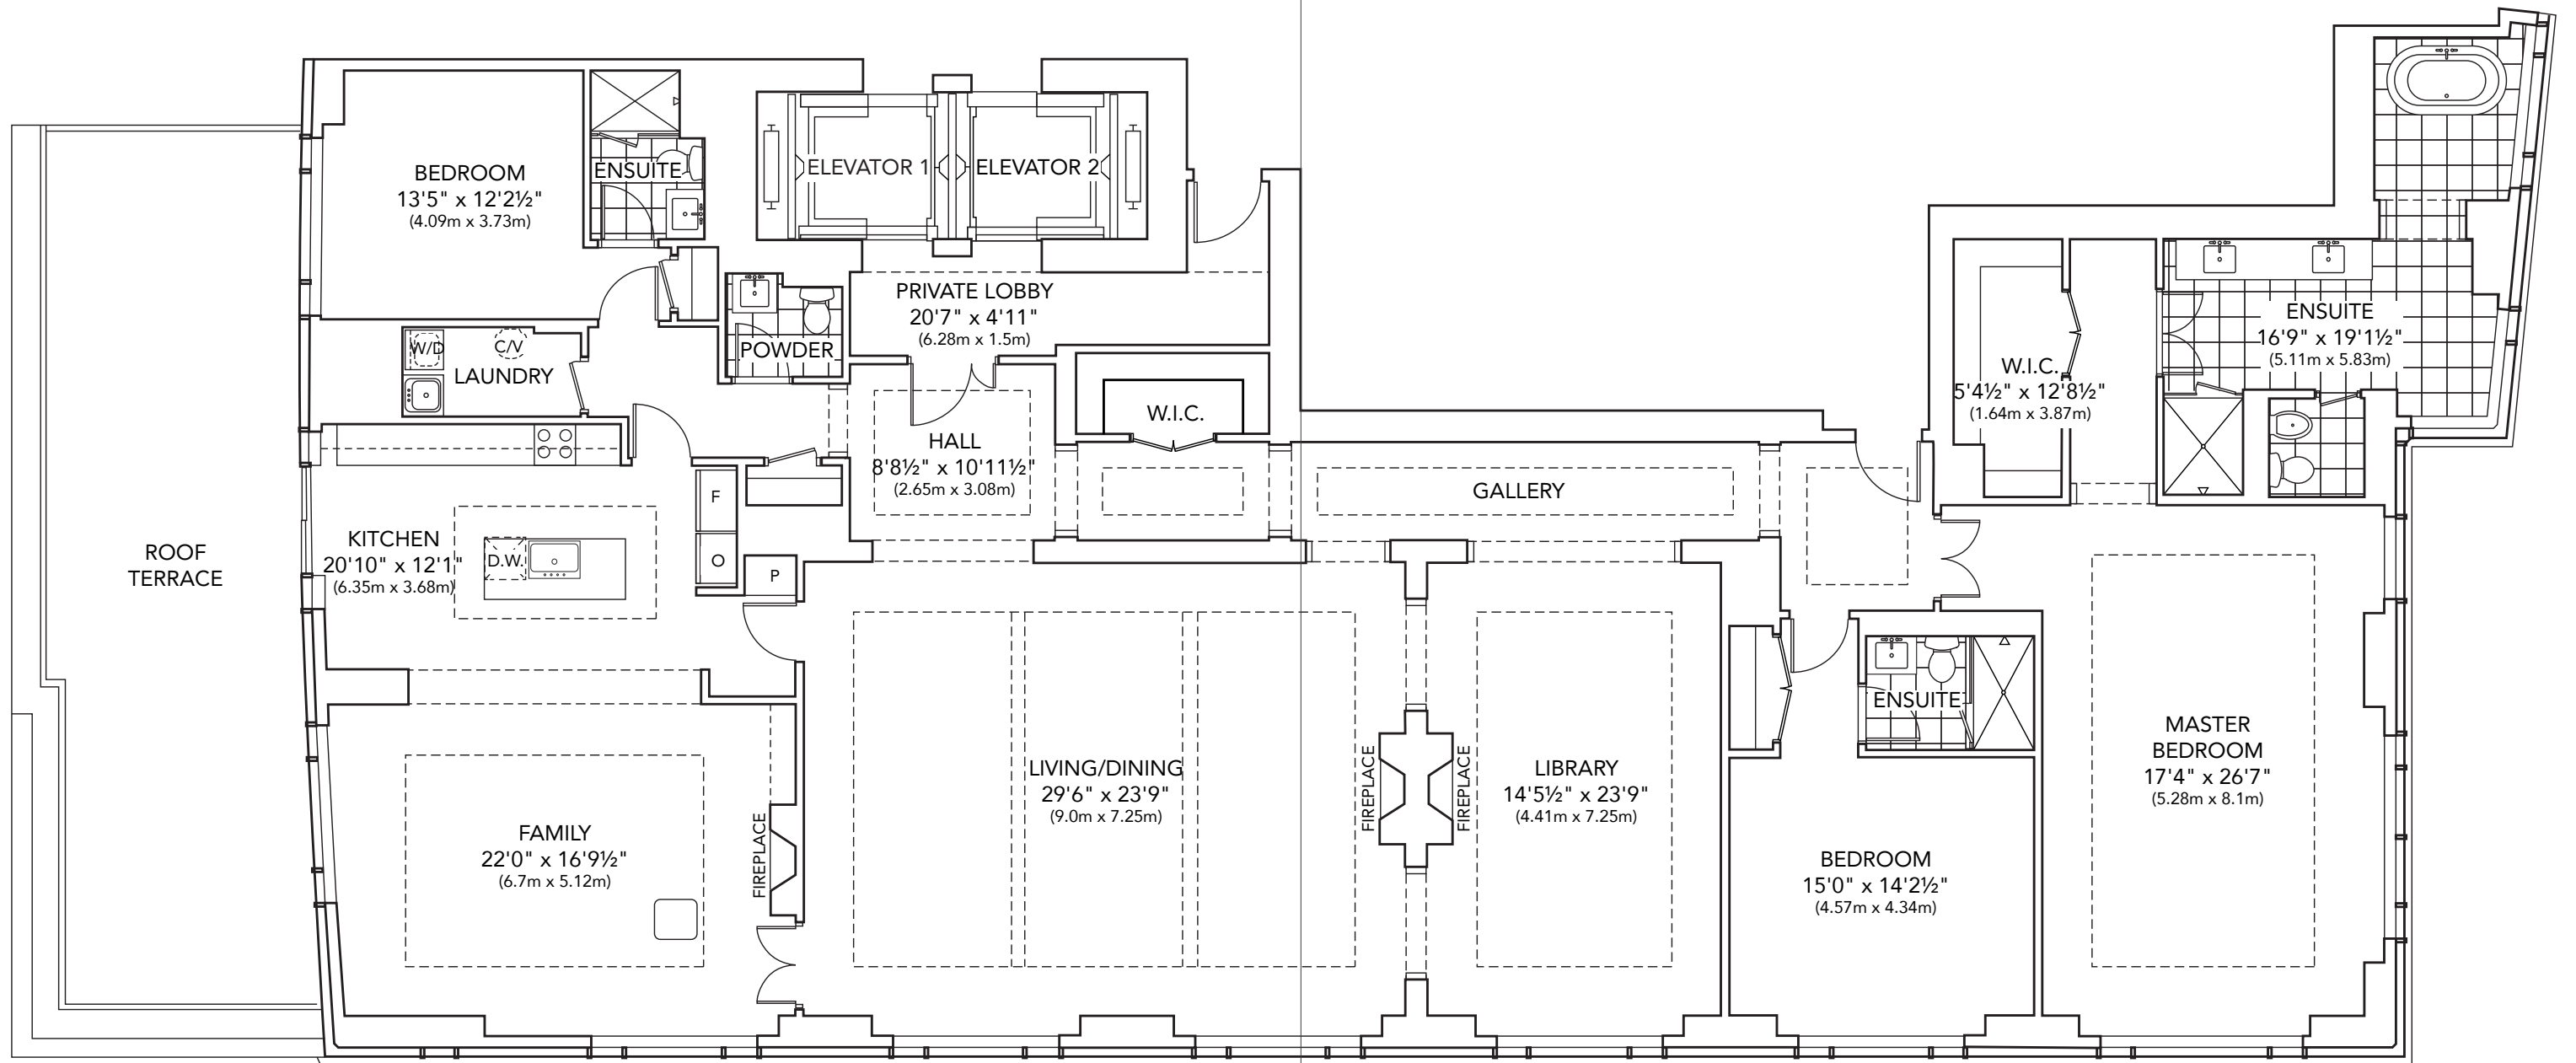 BEDROOM
13'5" x 12'2½"
(4.09m x 3.73m)
ENSUITE
ELEVATOR 1
ELEVATOR 2
PRIVATE LOBBY
20'7" x 4'11"
(6.28m x 1.5m)
POWDER
W/D
C/V
LAUNDRY
W.I.C.
HALL
8'8½" x 10'11½"
(2.65m x 3.08m)
GALLERY
W.I.C.
5'4½" x 12'8½"
(1.64m x 3.87m)
ENSUITE
16'9" x 19'1½"
(5.11m x 5.83m)
ROOF
TERRACE
KITCHEN
20'10" x 12'1"
(6.35m x 3.68m)
D.W.
F
O
P
FAMILY
22'0" x 16'9½"
(6.7m x 5.12m)
FIREPLACE
LIVING/DINING
29'6" x 23'9"
(9.0m x 7.25m)
FIREPLACE
FIREPLACE
LIBRARY
14'5½" x 23'9"
(4.41m x 7.25m)
ENSUITE
BEDROOM
15'0" x 14'2½"
(4.57m x 4.34m)
MASTER
BEDROOM
17'4" x 26'7"
(5.28m x 8.1m)